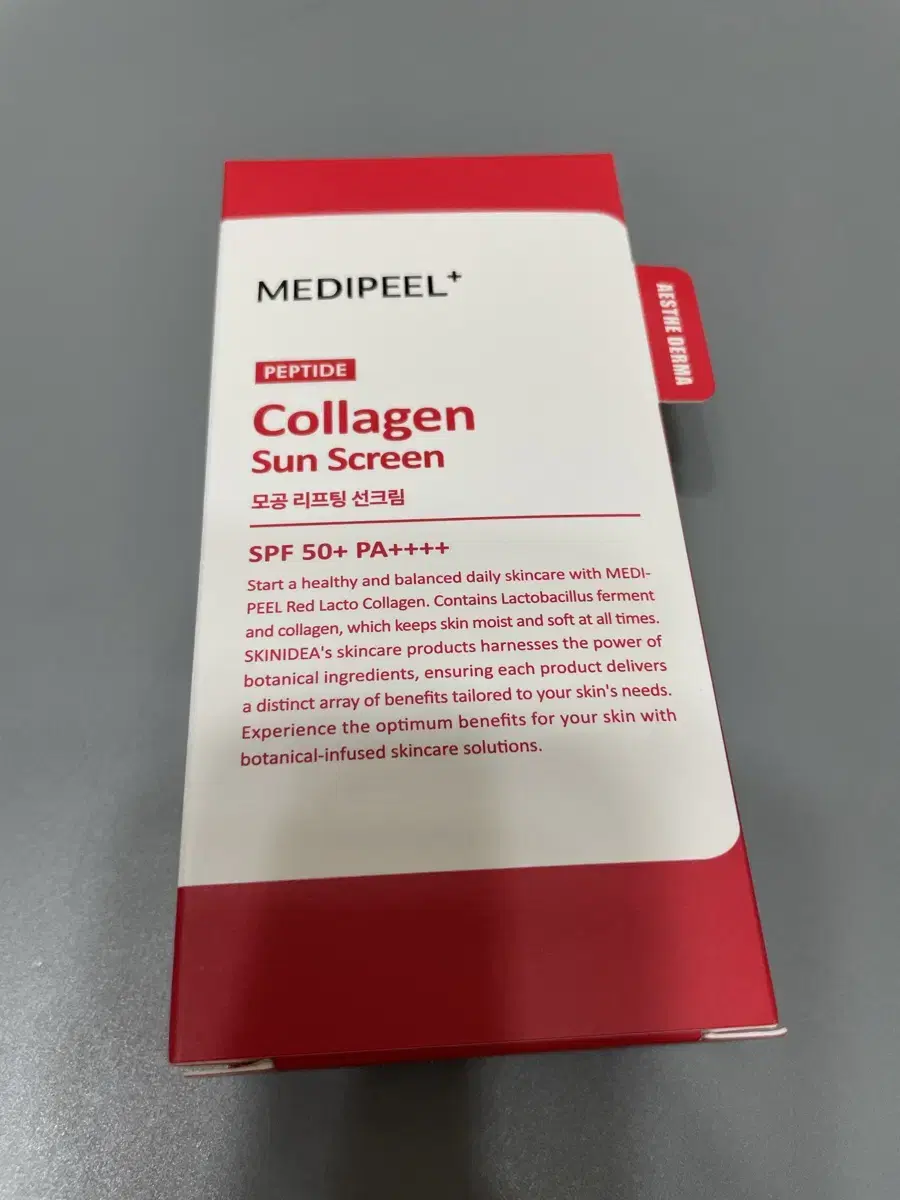 MEDIPEEL+
AESTHE DERMA
PEPTIDE
Collagen
Sun Screen
모공 리프팅 선크림
SPF 50+ PA++++
Start a healthy and balanced daily skincare with MEDI-
PEEL Red Lacto Collagen. Contains Lactobacillus ferment
and collagen, which keeps skin moist and soft at all times.
SKINIDEA's skincare products harnesses the power of
botanical ingredients, ensuring each product delivers
a distinct array of benefits tailored to your skin's needs.
Experience the optimum benefits for your skin with
botanical-infused skincare solutions.